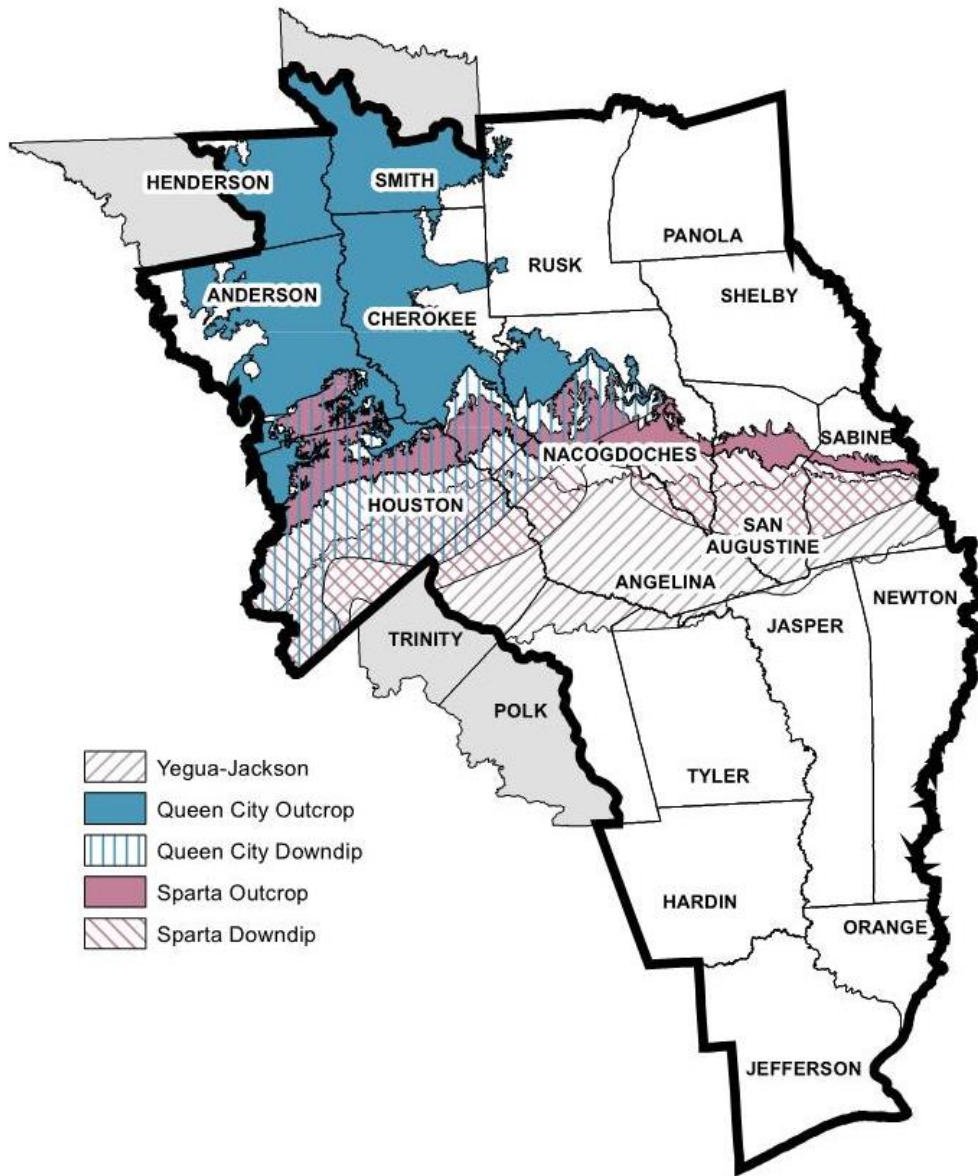 HENDERSON
SMITH
PANOLA
RUSK
ANDERSON
SHELBY
CHEROKEE
SABINE
NACOGDOCHES
HOUSTON
SAN
AUGUSTINE
ANGELINA
NEWTON
JASPER
TRINITY
POLK
TYLER
HARDIN
ORANGE
JEFFERSON
Yegua-Jackson
Queen City Outcrop
Queen City Downdip
Sparta Outcrop
Sparta Downdip